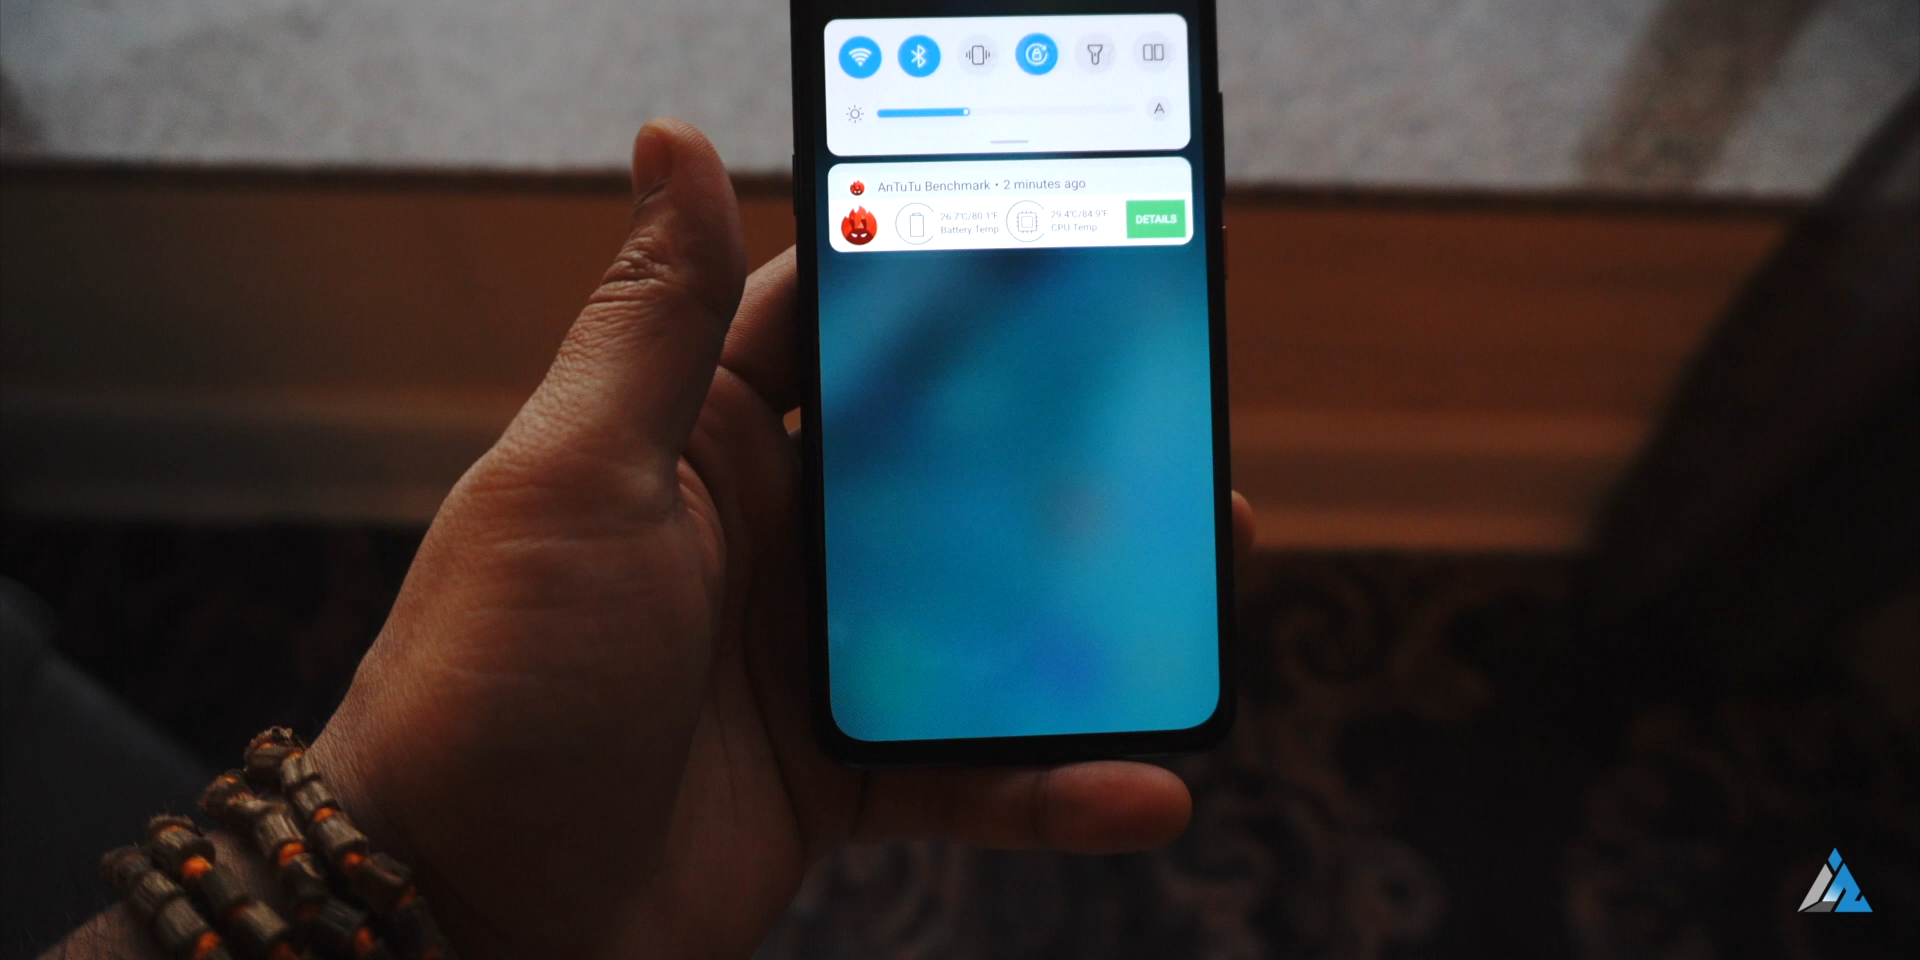 A
AnTuTu Benchmark • 2 minutes ago
26.7℃/80.1℉
Battery Temp
29.4℃/84.9℉
CPU Temp
DETAILS